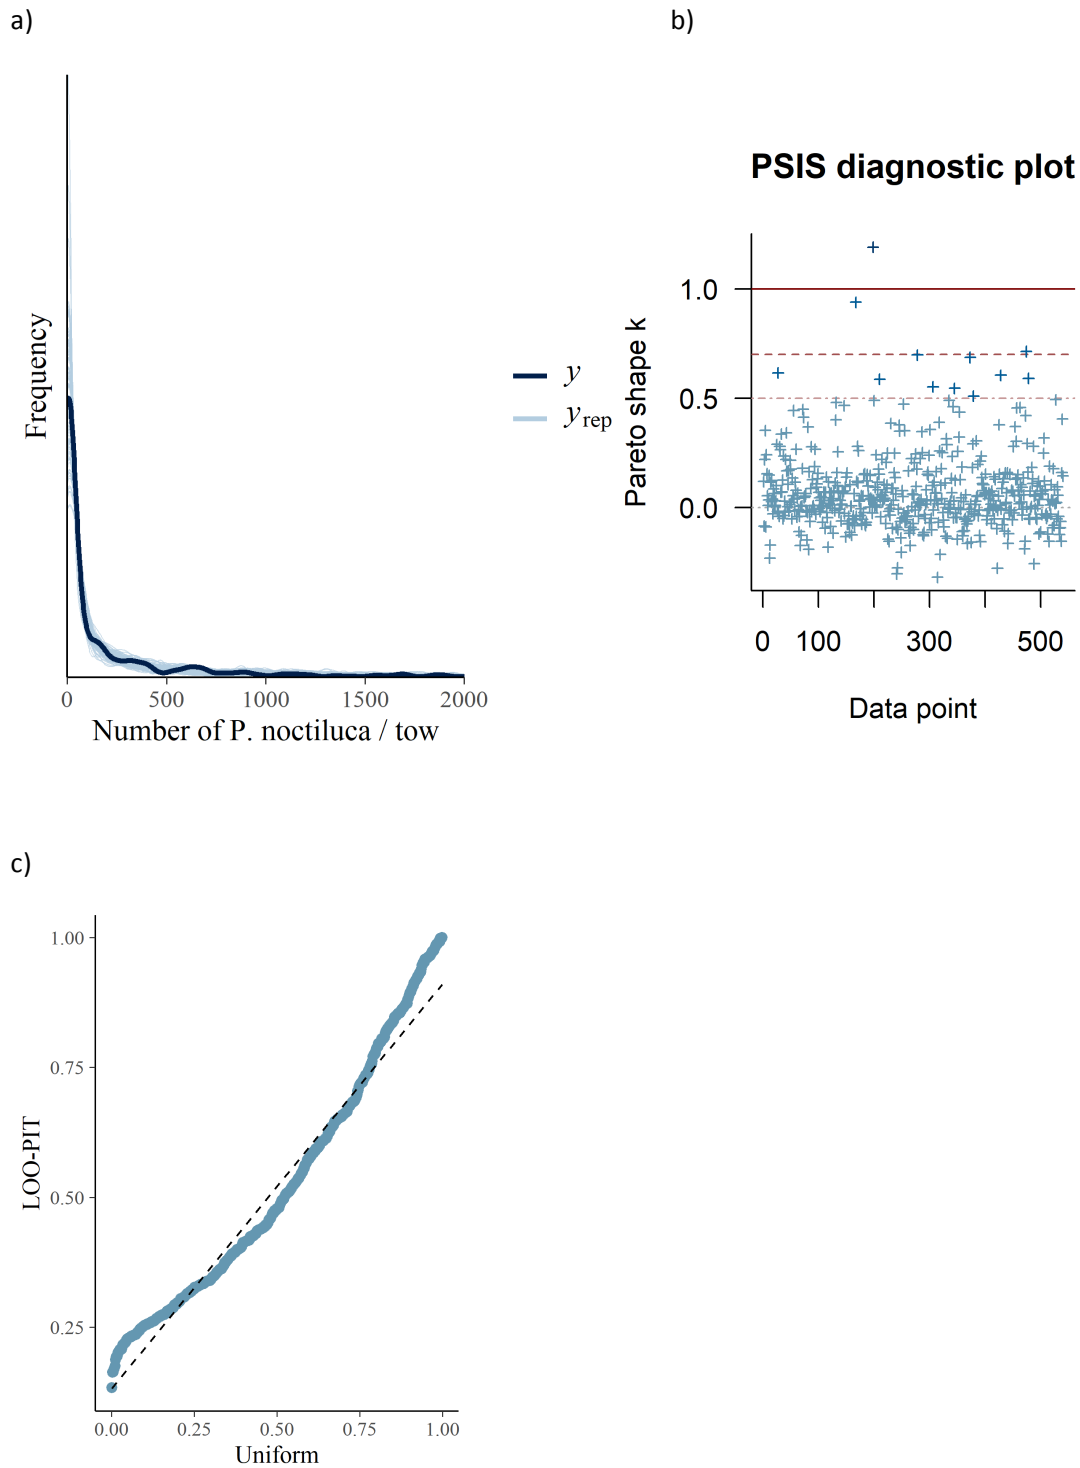 a)
Frequency
0 500 1000 1500 2000
Number of P. noctiluca / tow
y
yrep
b)
PSIS diagnostic plot
Pareto shape k
1.0
0.5
0.0
0 100 300 500
Data point
c)
LOO-PIT
1.00
0.75
0.50
0.25
0.00 0.25 0.50 0.75 1.00
Uniform